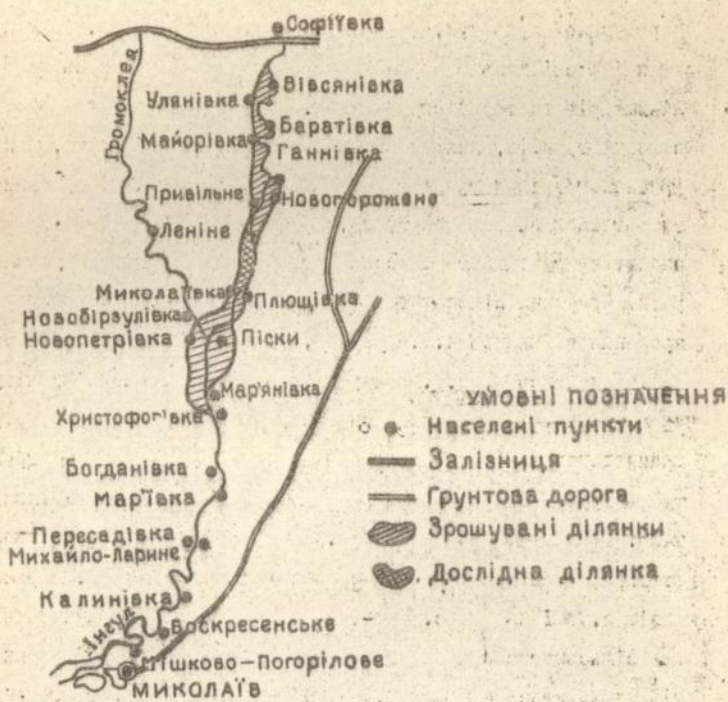 Софіївка
Громоклея
Вівсянівка
Улянівка
Баратівка
Майорівка
Ганнівка
Привільне
Новогорожене
Леніне
Миколаївка
Плющівка
Новобірзулівка
Новопетрівка
Піски
Мар'янівка
Христофорівка
Богданівка
Мар'ївка
Пересадівка
Михайло-Ларине
Калинівка
Інгул
Воскресенське
Мішково-Погорілове
МИКОЛАЇВ
УМОВНІ ПОЗНАЧЕННЯ
Населені пункти
Залізниця
Грунтова дорога
Зрошувані ділянки
Дослідна ділянка